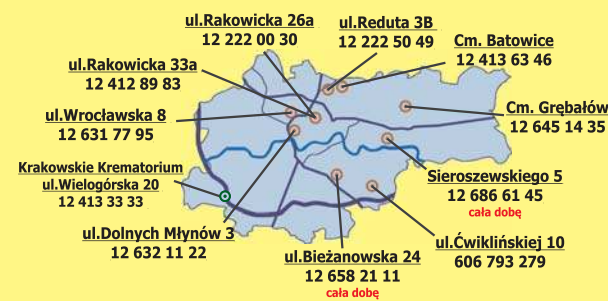 ul.Rakowicka 26a
12 222 00 30
ul.Reduta 3B
12 222 50 49
Cm. Batowice
12 413 63 46
ul.Rakowicka 33a
12 412 89 83
Cm. Grębałów
12 645 14 35
ul.Wrocławska 8
12 631 77 95
Krakowskie Krematorium
ul.Wielogórska 20
12 413 33 33
Sieroszewskiego 5
12 686 61 45
cała dobę
ul.Dolnych Młynów 3
12 632 11 22
ul.Bieżanowska 24
12 658 21 11
cała dobę
ul.Ćwiklińskiej 10
606 793 279